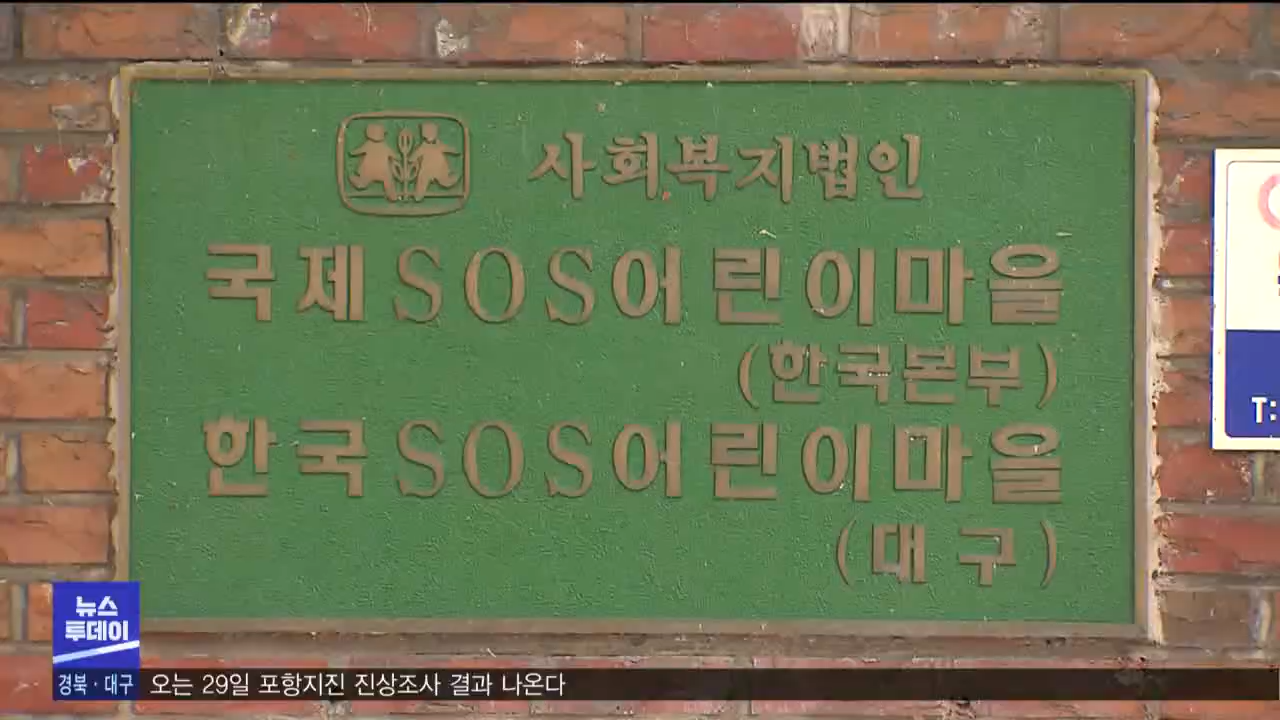 사회복지법인
국제SOS어린이마을
(한국본부)
한국SOS어린이마을
(대구)
T:
뉴스
투데이
경북·대구 오는 29일 포항지진 진상조사 결과 나온다